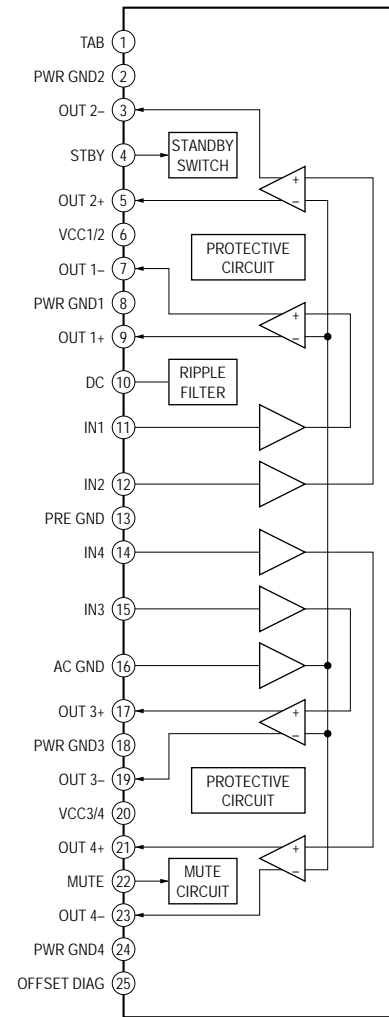 TAB 1
PWR GND2 2
OUT 2– 3
STBY 4
STANDBY
SWITCH
+
–
OUT 2+ 5
VCC1/2 6
PROTECTIVE
CIRCUIT
OUT 1– 7
PWR GND1 8
+
–
OUT 1+ 9
DC 10
RIPPLE
FILTER
IN1 11
IN2 12
PRE GND 13
IN4 14
IN3 15
AC GND 16
OUT 3+ 17
+
–
PWR GND3 18
OUT 3– 19
PROTECTIVE
CIRCUIT
VCC3/4 20
OUT 4+ 21
+
–
MUTE 22
MUTE
CIRCUIT
OUT 4– 23
PWR GND4 24
OFFSET DIAG 25